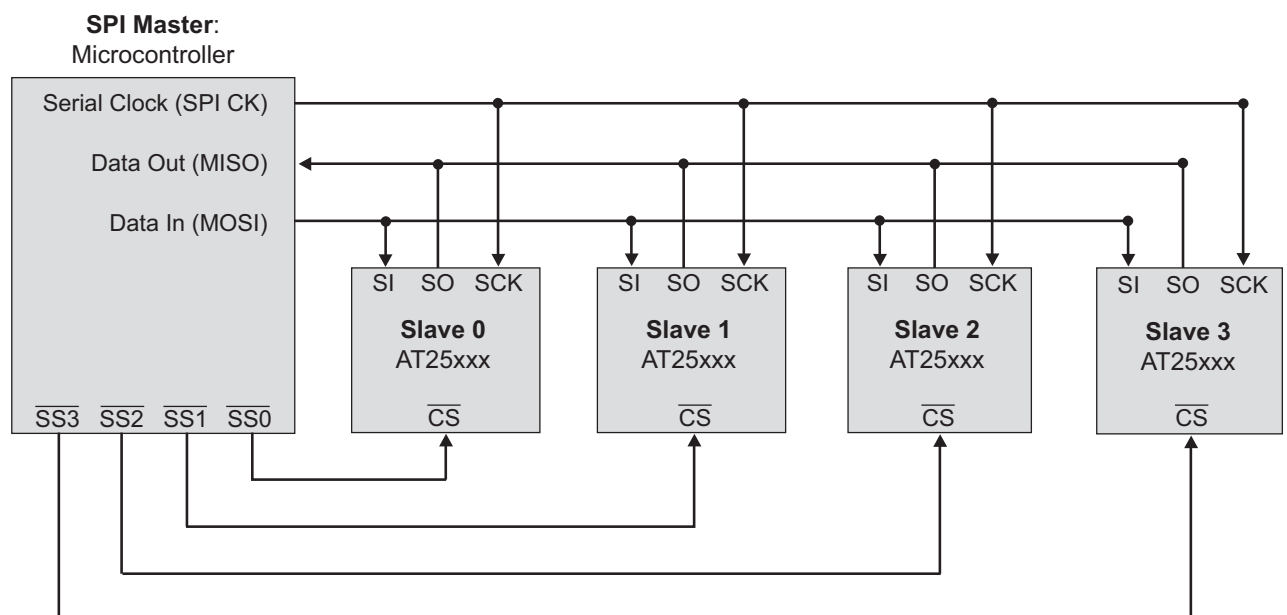 SPI Master:
Microcontroller
Serial Clock (SPI CK)
Data Out (MISO)
Data In (MOSI)
SI SO SCK
Slave 0
AT25xxx
CS
SI SO SCK
Slave 1
AT25xxx
CS
SI SO SCK
Slave 2
AT25xxx
CS
SI SO SCK
Slave 3
AT25xxx
CS
SS3 SS2 SS1 SS0